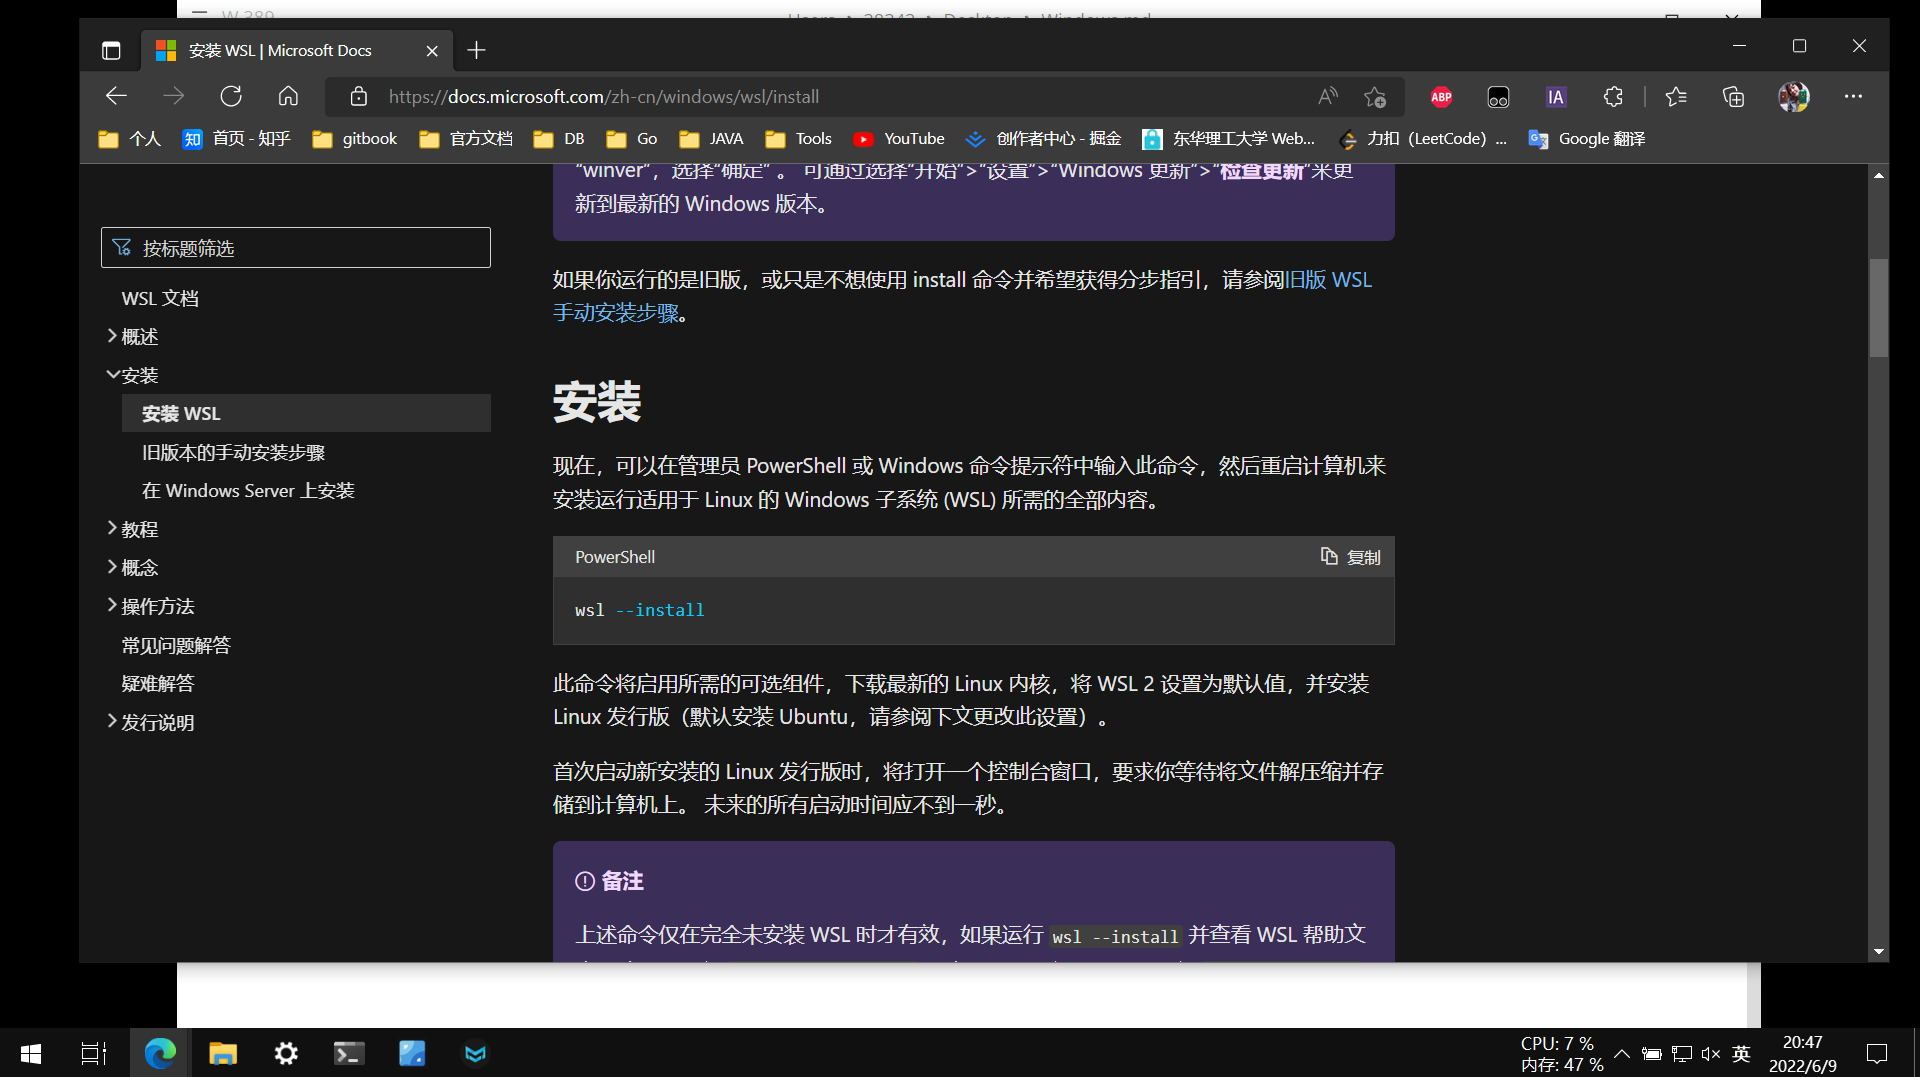 W 389
Users > 28243 > Desktop > Windows.md
安装 WSL | Microsoft Docs
https://docs.microsoft.com/zh-cn/windows/wsl/install
ABP
IA
个人
知 首页 - 知乎
gitbook
官方文档
DB
Go
JAVA
Tools
YouTube
创作者中心 - 掘金
东华理工大学 Web...
力扣（LeetCode）...
Google 翻译
按标题筛选
WSL 文档
概述
安装
安装 WSL
旧版本的手动安装步骤
在 Windows Server 上安装
教程
概念
操作方法
常见问题解答
疑难解答
发行说明
“winver”，选择“确定” 。 可通过选择“开始”>“设置”>“Windows 更新”>“检查更新”来更
新到最新的 Windows 版本。
如果你运行的是旧版，或只是不想使用 install 命令并希望获得分步指引，请参阅旧版 WSL
手动安装步骤。
安装
现在，可以在管理员 PowerShell 或 Windows 命令提示符中输入此命令，然后重启计算机来
安装运行适用于 Linux 的 Windows 子系统 (WSL) 所需的全部内容。
PowerShell
复制
wsl --install
此命令将启用所需的可选组件，下载最新的 Linux 内核，将 WSL 2 设置为默认值，并安装
Linux 发行版（默认安装 Ubuntu，请参阅下文更改此设置）。
首次启动新安装的 Linux 发行版时，将打开一个控制台窗口，要求你等待将文件解压缩并存
储到计算机上。 未来的所有启动时间应不到一秒。
备注
上述命令仅在完全未安装 WSL 时才有效，如果运行 wsl --install 并查看 WSL 帮助文
CPU: 7 %
内存: 47 %
英
20:47
2022/6/9